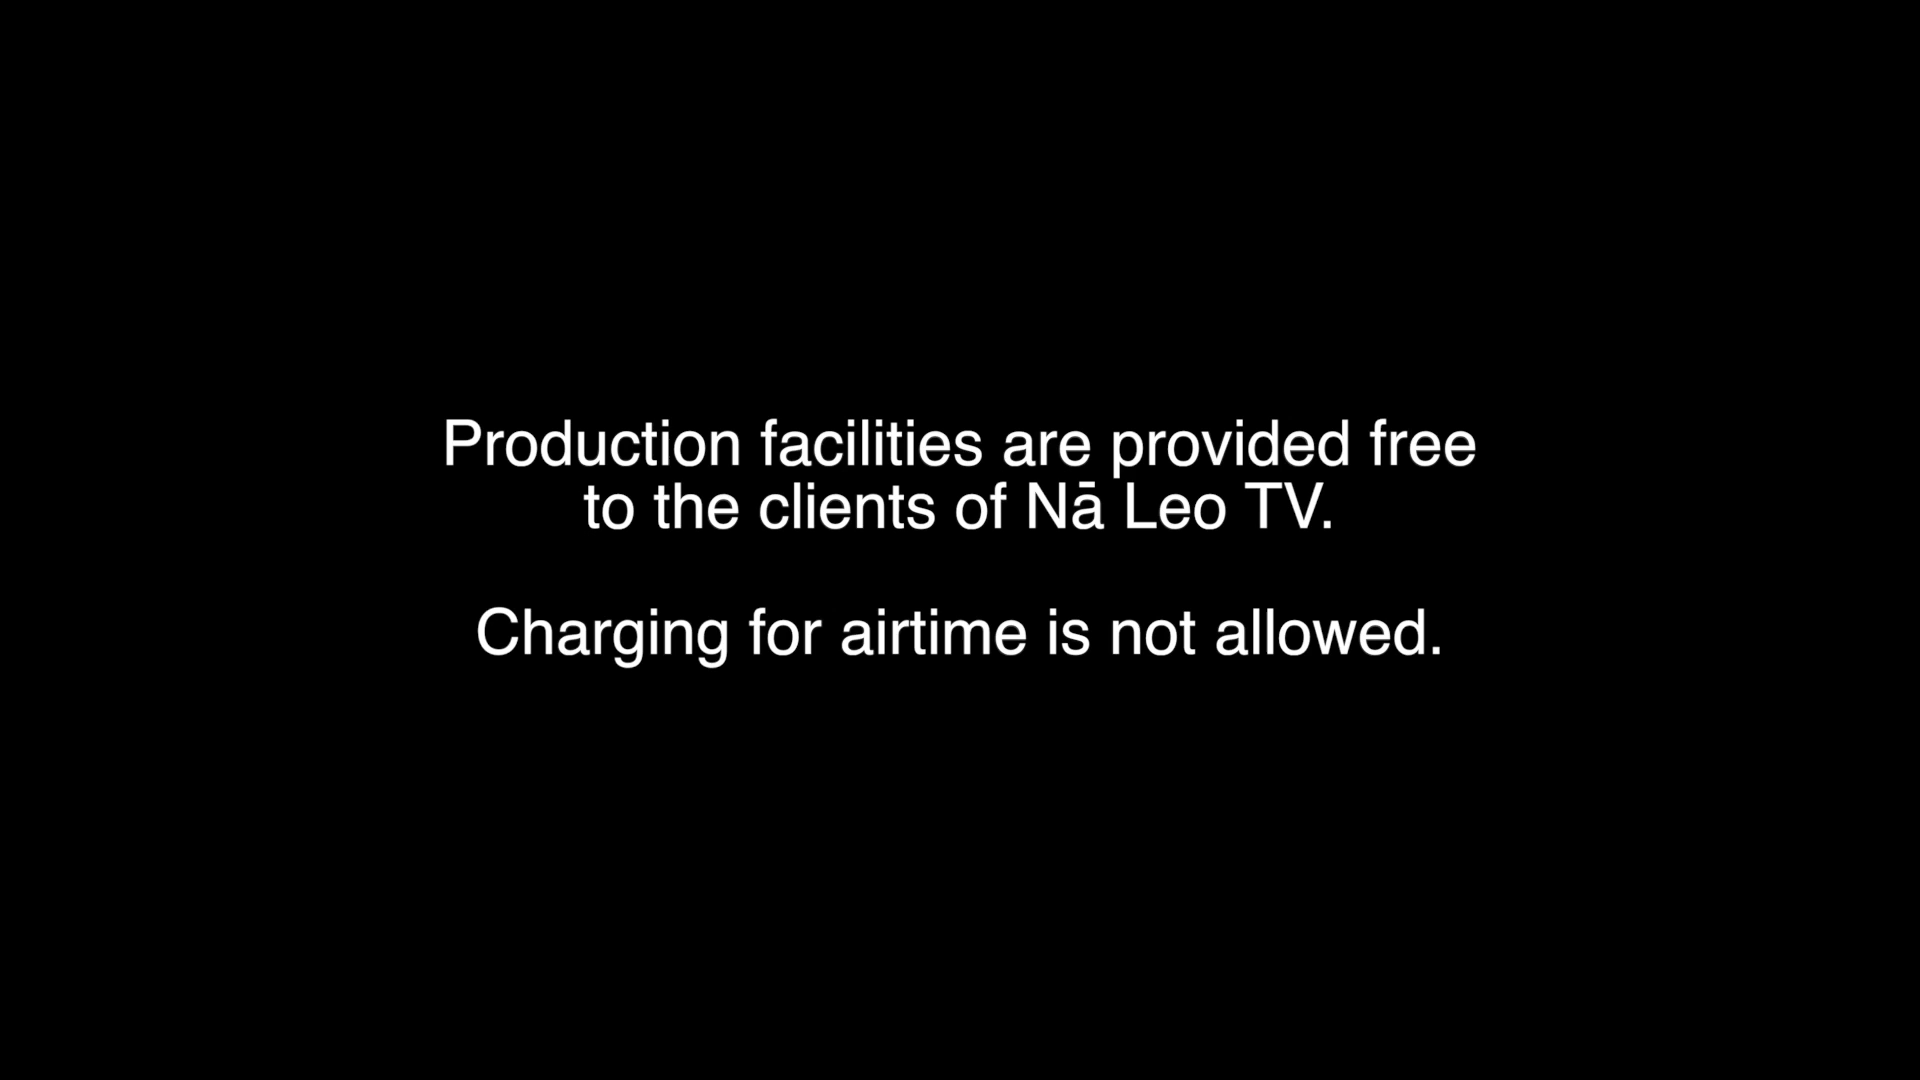 Production facilities are provided free
to the clients of Nā Leo TV.
Charging for airtime is not allowed.